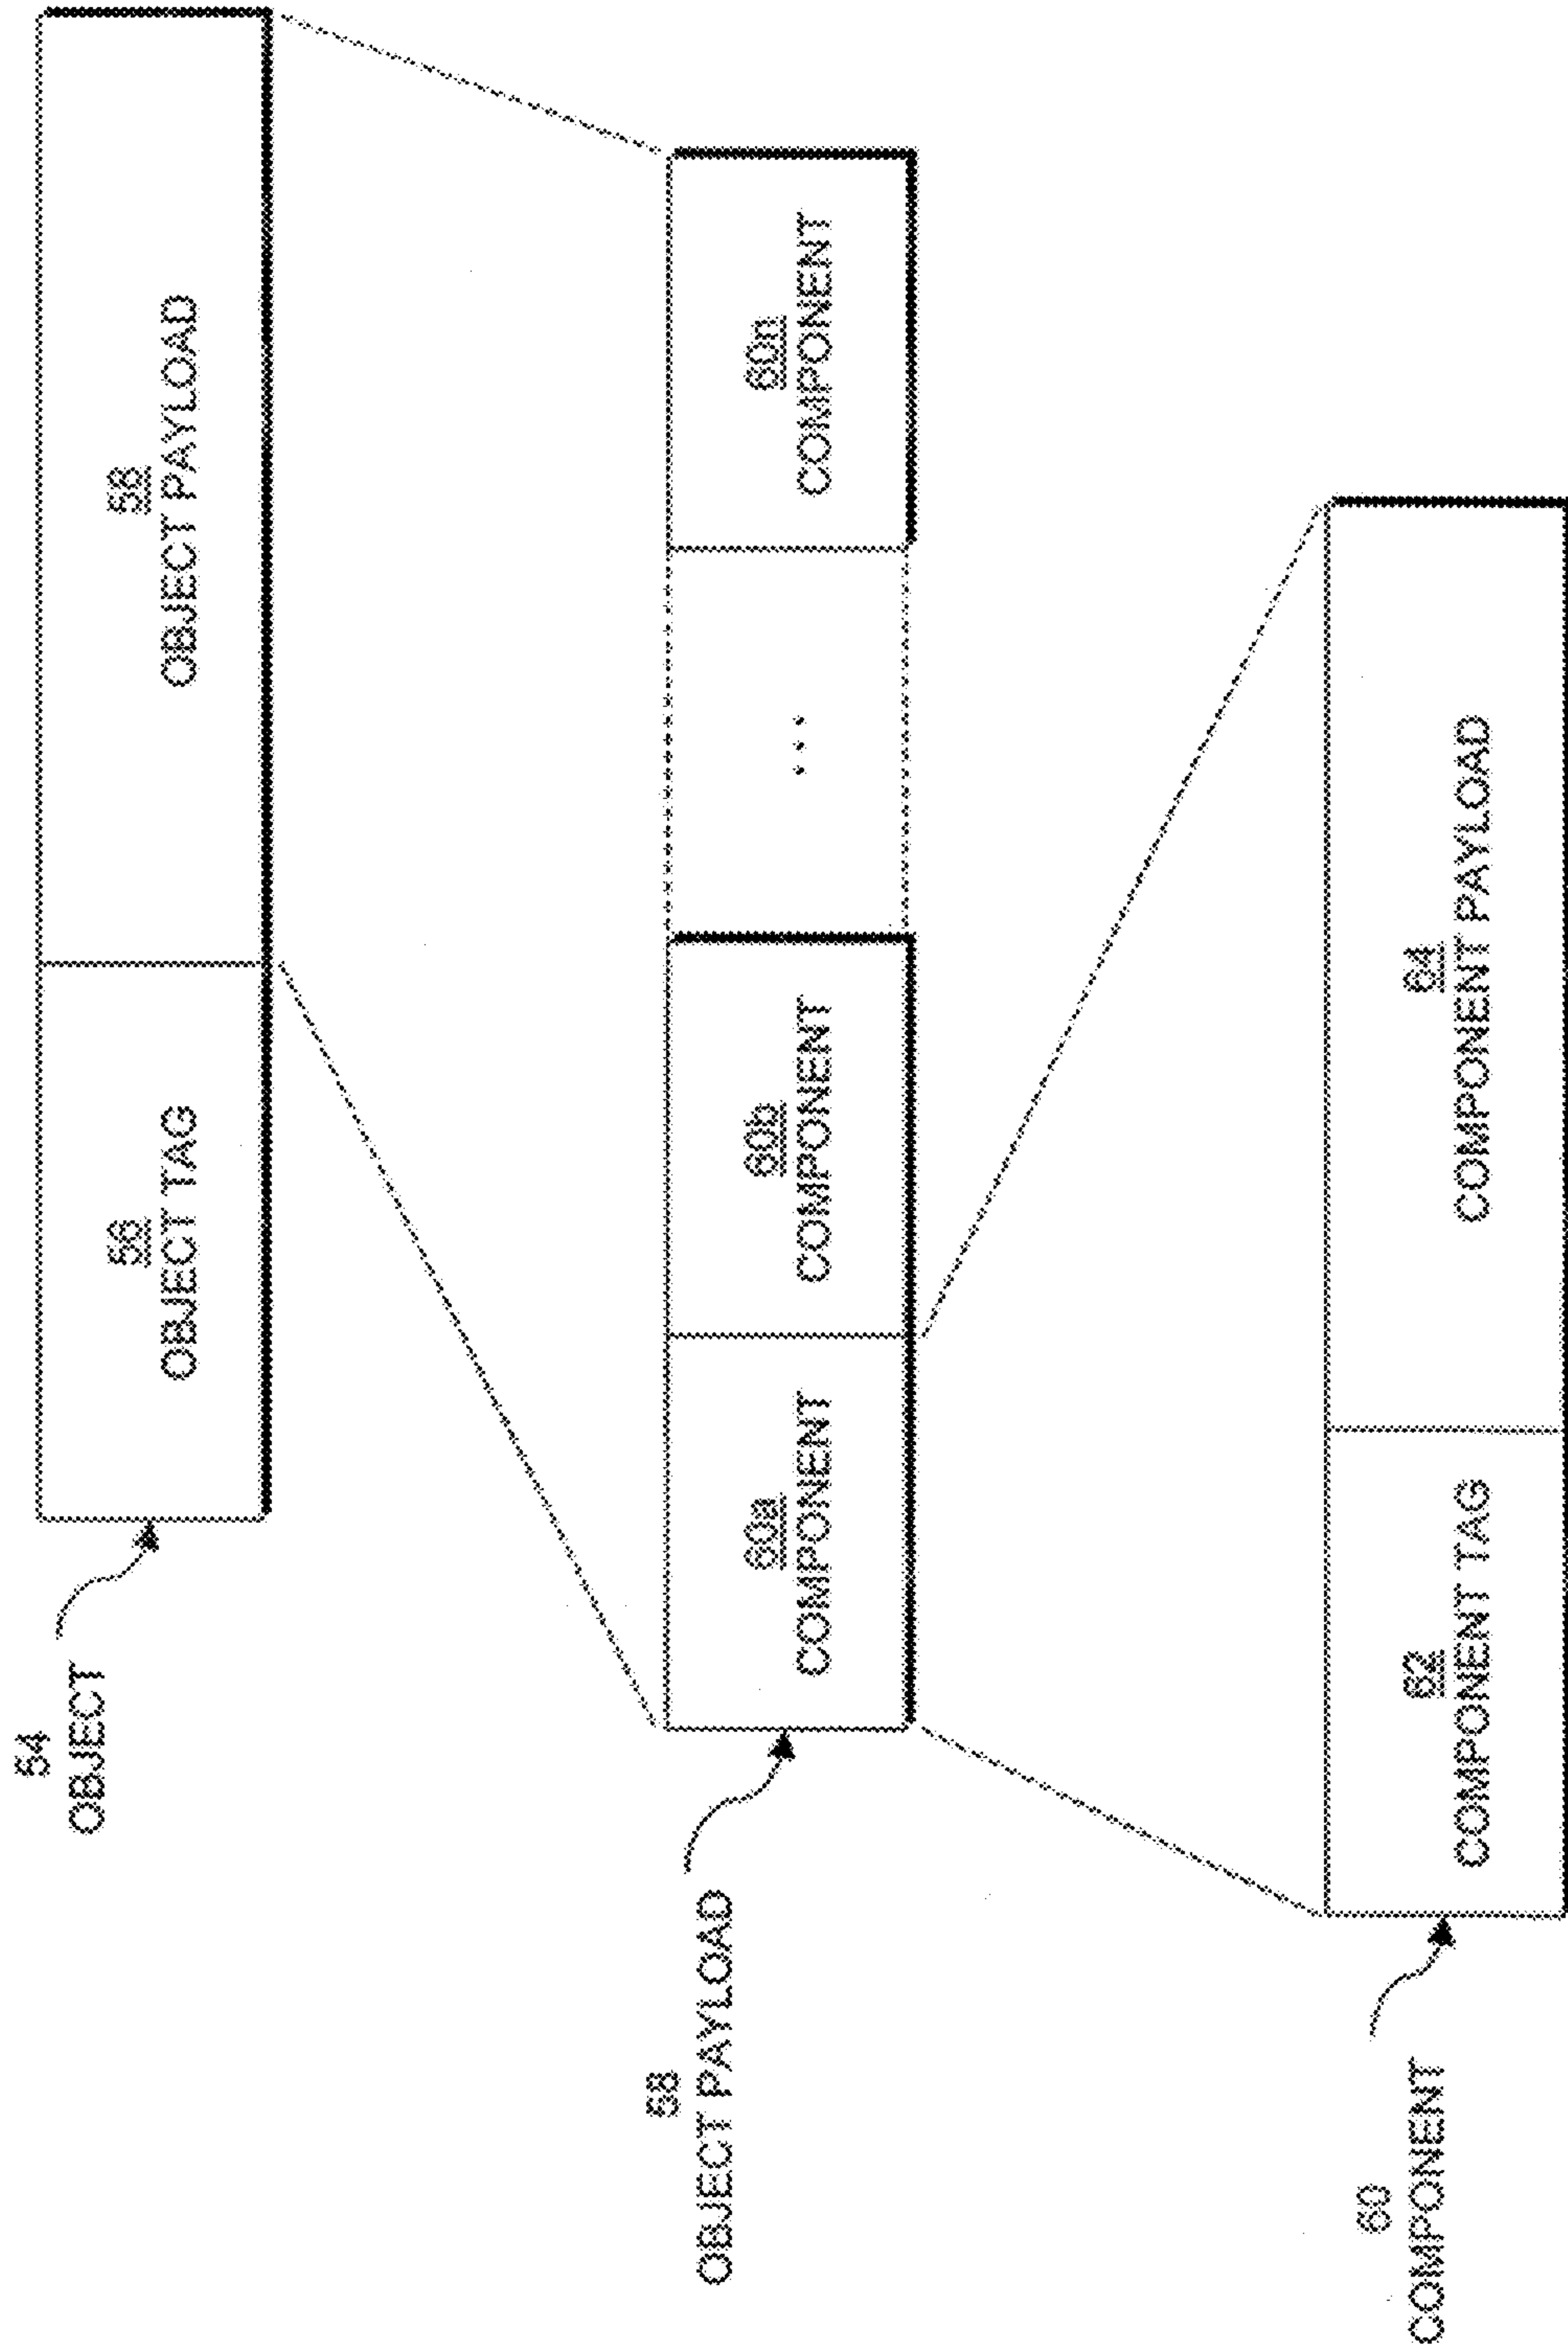 54
OBJECT
56
OBJECT TAG
58
OBJECT PAYLOAD
58
OBJECT PAYLOAD
60a
COMPONENT
60b
COMPONENT
...
60n
COMPONENT
60
COMPONENT
62
COMPONENT TAG
64
COMPONENT PAYLOAD